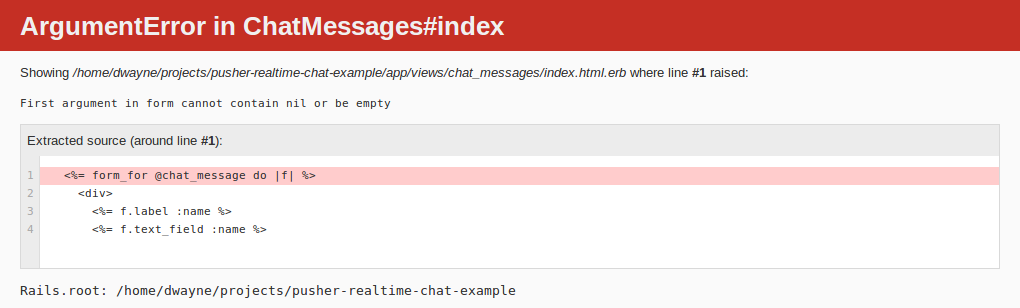 ArgumentError in ChatMessages#index
Showing /home/dwayne/projects/pusher-realtime-chat-example/app/views/chat_messages/index.html.erb where line #1 raised:
First argument in form cannot contain nil or be empty
Extracted source (around line #1):
1 <%= form_for @chat_message do |f| %>
2 <div>
3 <%= f.label :name %>
4 <%= f.text_field :name %>
Rails.root: /home/dwayne/projects/pusher-realtime-chat-example